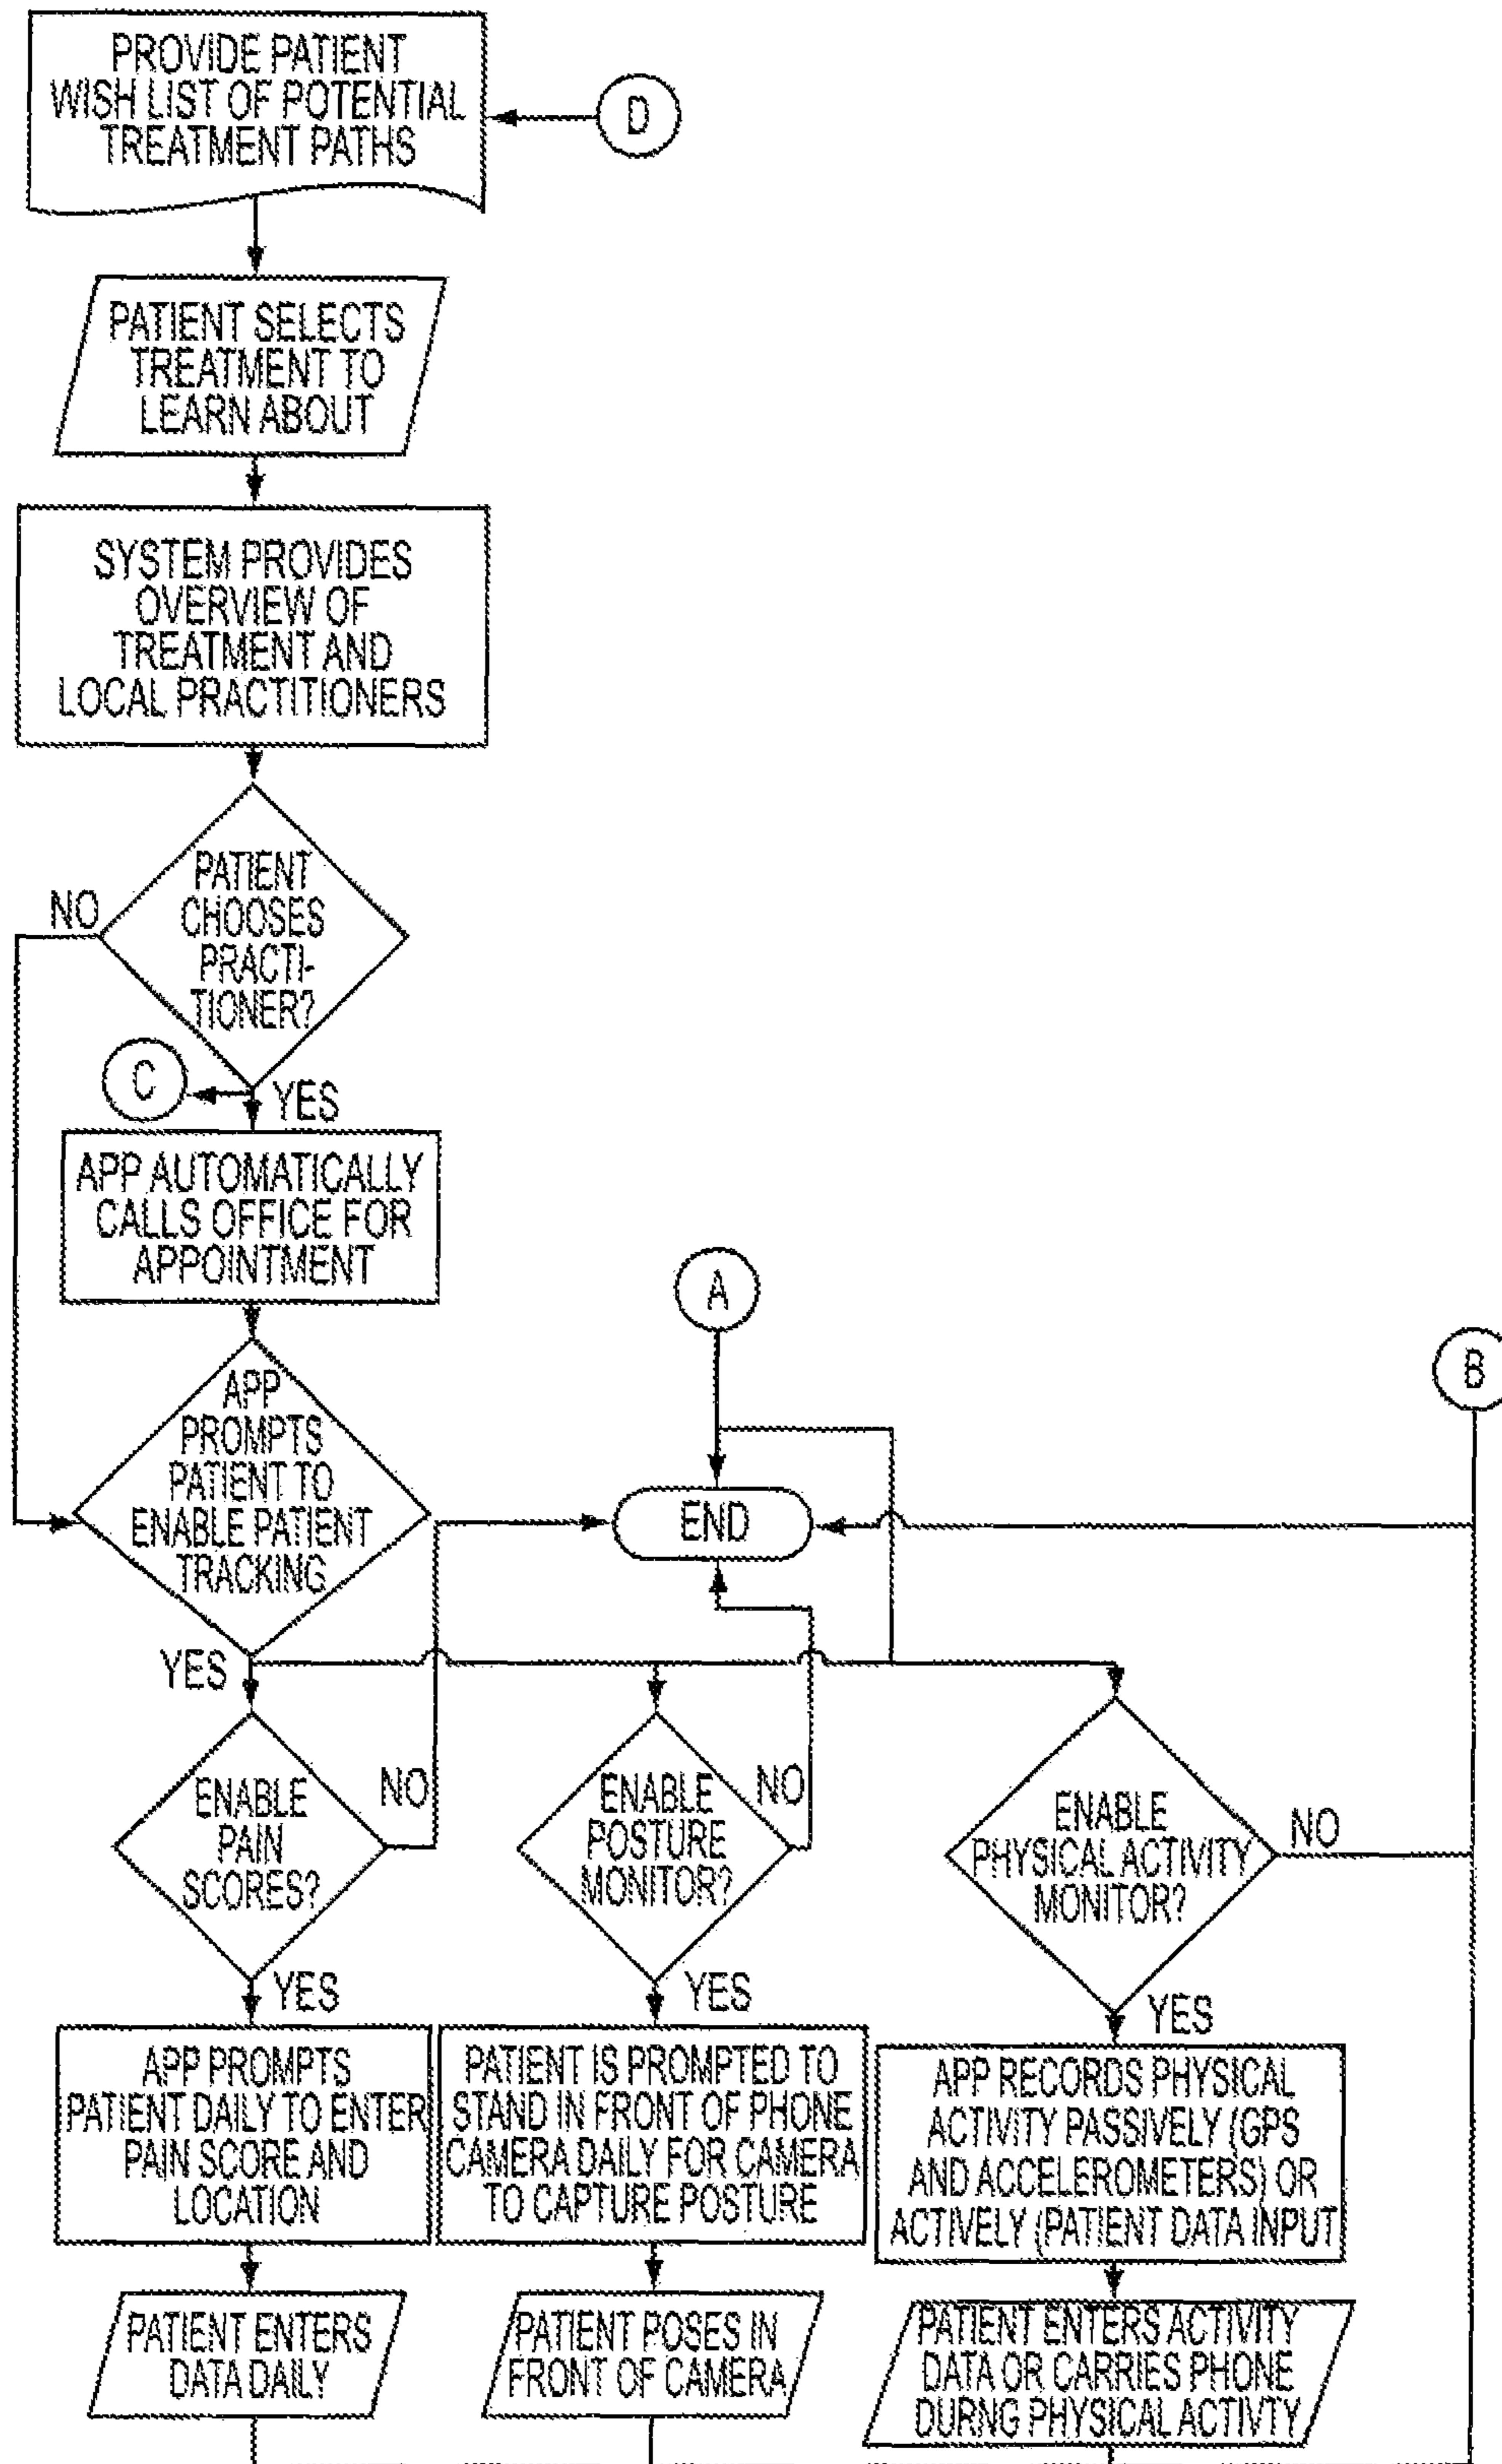 PROVIDE PATIENT
WISH LIST OF POTENTIAL
TREATMENT PATHS
D
PATIENT SELECTS
TREATMENT TO
LEARN ABOUT
SYSTEM PROVIDES
OVERVIEW OF
TREATMENT AND
LOCAL PRACTITIONERS
PATIENT
CHOOSES
PRACTI-
TIONER?
NO
C
YES
APP AUTOMATICALLY
CALLS OFFICE FOR
APPOINTMENT
A
B
APP
PROMPTS
PATIENT TO
ENABLE PATIENT
TRACKING
END
YES
ENABLE
PAIN
SCORES?
NO
ENABLE
POSTURE
MONITOR?
NO
ENABLE
PHYSICAL ACTIVITY
MONITOR?
NO
YES
YES
YES
APP PROMPTS
PATIENT DAILY TO ENTER
PAIN SCORE AND
LOCATION
PATIENT IS PROMPTED TO
STAND IN FRONT OF PHONE
CAMERA DAILY FOR CAMERA
TO CAPTURE POSTURE
APP RECORDS PHYSICAL
ACTIVITY PASSIVELY (GPS
AND ACCELEROMETERS) OR
ACTIVELY (PATIENT DATA INPUT
PATIENT ENTERS
DATA DAILY
PATIENT POSES IN
FRONT OF CAMERA
PATIENT ENTERS ACTIVITY
DATA OR CARRIES PHONE
DURNG PHYSICAL ACTIVTY